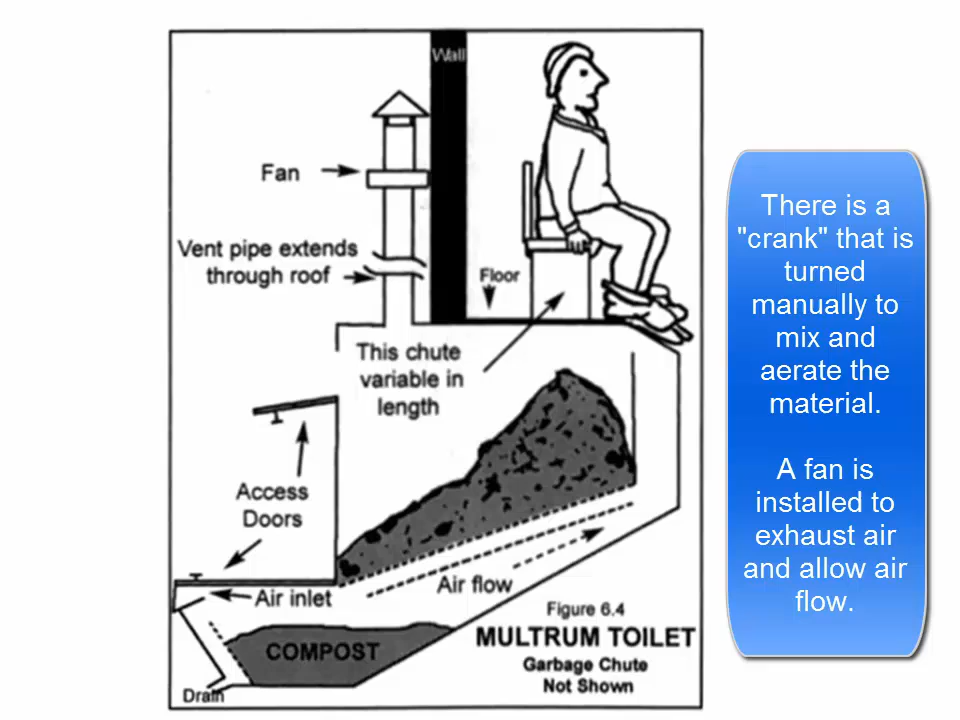 Wall
Fan
Vent pipe extends
through roof
Floor
This chute
variable in
length
Access
Doors
Air inlet
Air flow
COMPOST
Drain
Figure 6.4
MULTRUM TOILET
Garbage Chute
Not Shown
There is a
"crank" that is
turned
manually to
mix and
aerate the
material.
A fan is
installed to
exhaust air
and allow air
flow.